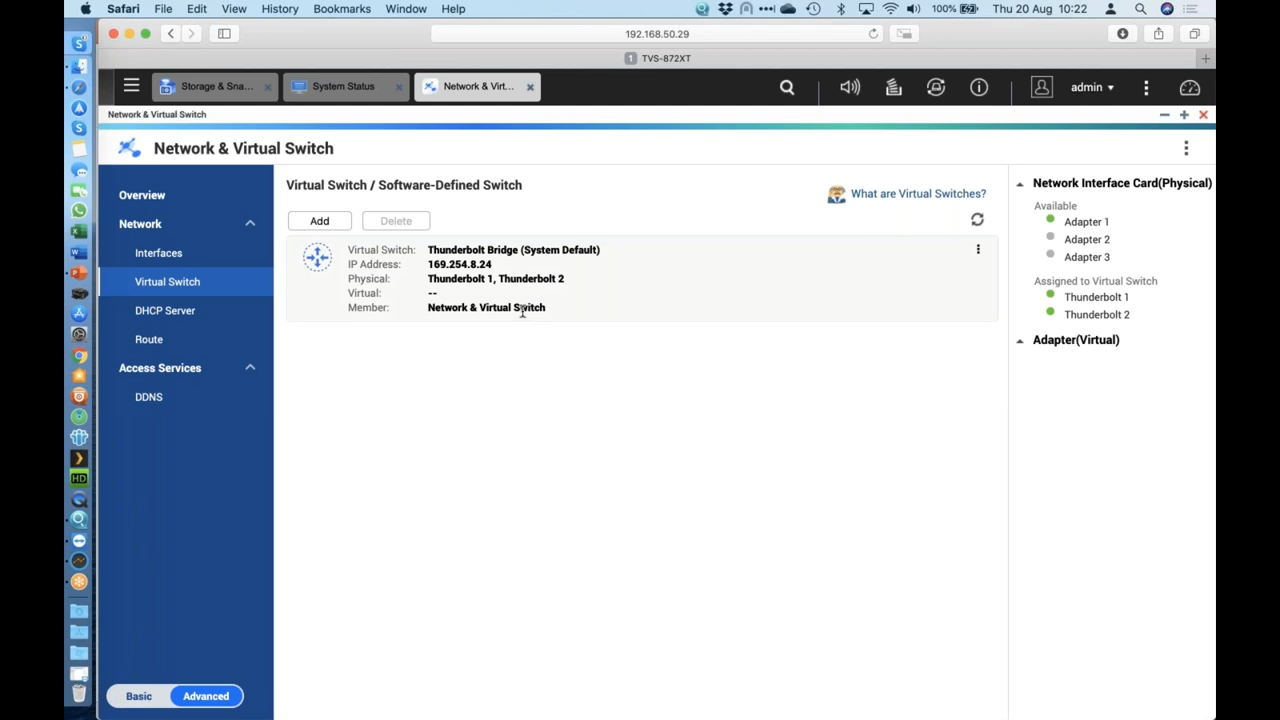 Safari File Edit View History Bookmarks Window Help 100% Thu 20 Aug 10:22
192.168.50.29
1 TVS-872XT
Storage & Sna... System Status Network & Virt... admin
Network & Virtual Switch
Network & Virtual Switch
Overview
Network
Interfaces
Virtual Switch
DHCP Server
Route
Access Services
DDNS
Basic Advanced
Virtual Switch / Software-Defined Switch
What are Virtual Switches?
Add Delete
Virtual Switch: Thunderbolt Bridge (System Default)
IP Address: 169.254.8.24
Physical: Thunderbolt 1, Thunderbolt 2
Virtual: --
Member: Network & Virtual Switch
Network Interface Card(Physical)
Available
Adapter 1
Adapter 2
Adapter 3
Assigned to Virtual Switch
Thunderbolt 1
Thunderbolt 2
Adapter(Virtual)
HD